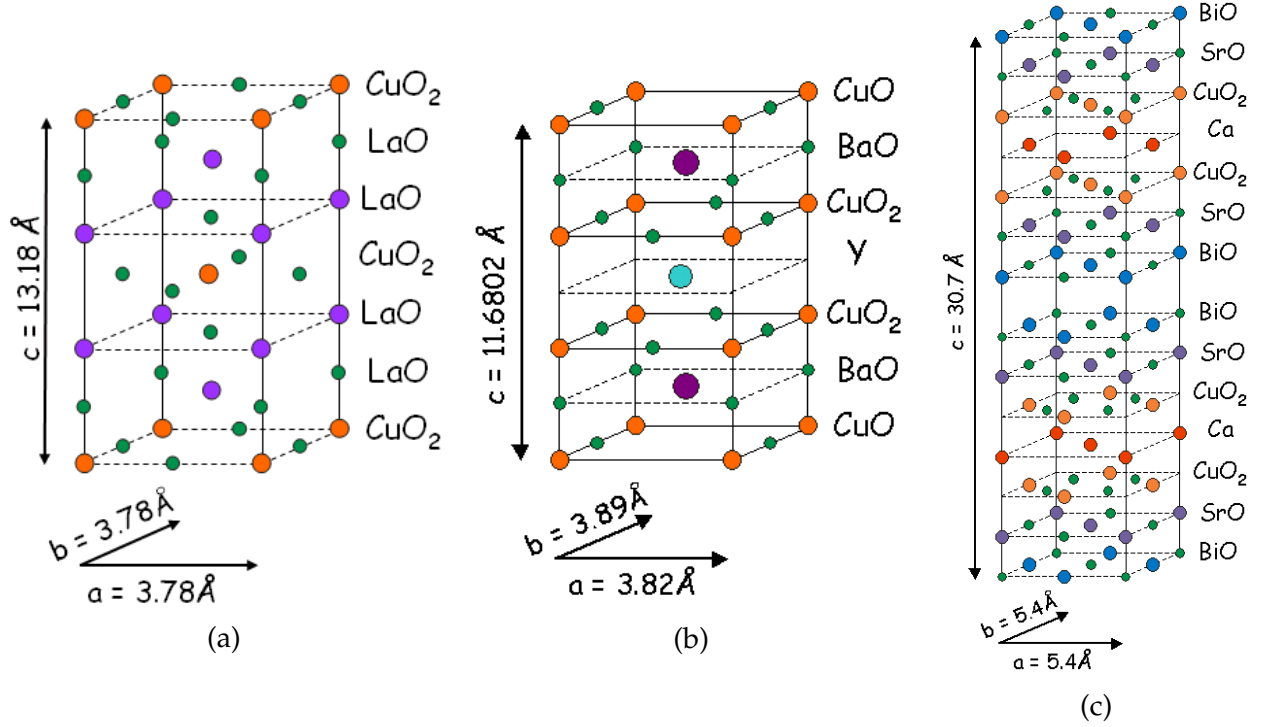 CuO₂
LaO
LaO
CuO₂
LaO
LaO
CuO₂
c = 13.18 Å
b = 3.78Å
a = 3.78Å
(a)
CuO
BaO
CuO₂
Y
CuO₂
BaO
CuO
c = 11.6802 Å
b = 3.89Å
a = 3.82Å
(b)
BiO
SrO
CuO₂
Ca
CuO₂
SrO
BiO
BiO
SrO
CuO₂
Ca
CuO₂
SrO
BiO
c = 30.7 Å
b = 5.4Å
a = 5.4Å
(c)